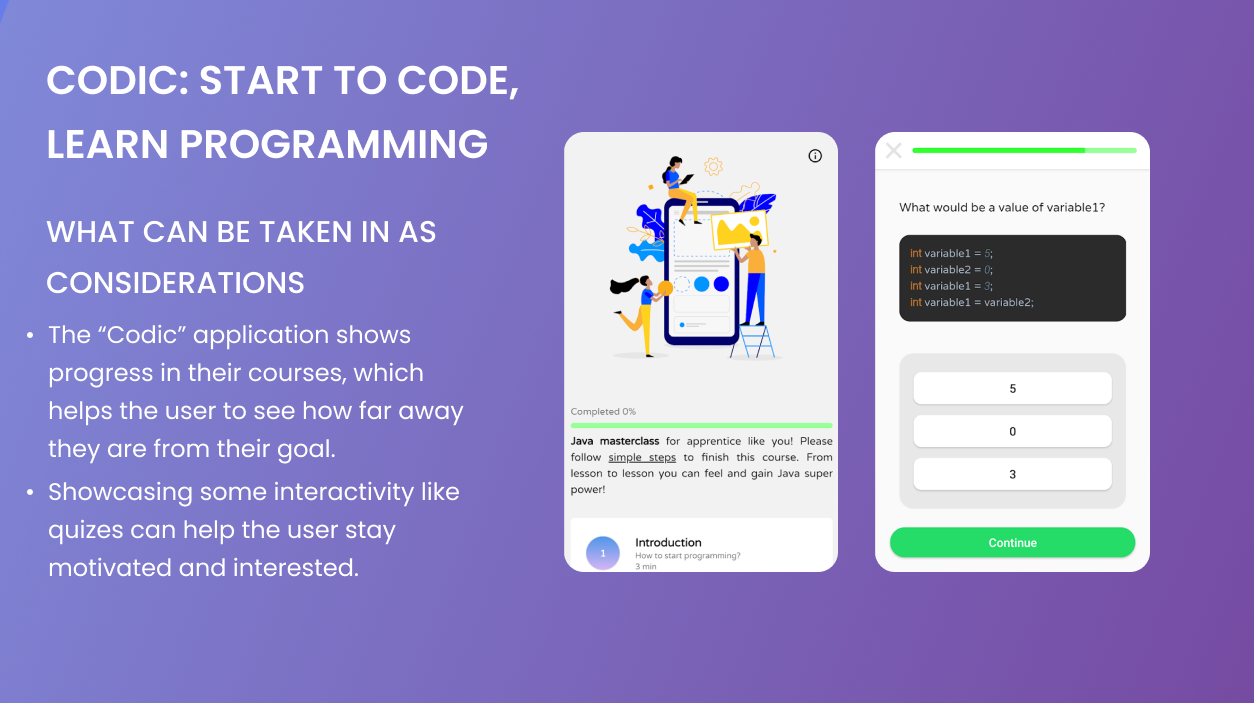 CODIC: START TO CODE,
LEARN PROGRAMMING
WHAT CAN BE TAKEN IN AS
CONSIDERATIONS
• The “Codic” application shows
progress in their courses, which
helps the user to see how far away
they are from their goal.
• Showcasing some interactivity like
quizes can help the user stay
motivated and interested.
Completed 0%
Java masterclass for apprentice like you! Please
follow simple steps to finish this course. From
lesson to lesson you can feel and gain Java super
power!
1
Introduction
How to start programming?
3 min
What would be a value of variable1?
int variable1 = 5;
int variable2 = 0;
int variable1 = 3;
int variable1 = variable2;
5
0
3
Continue